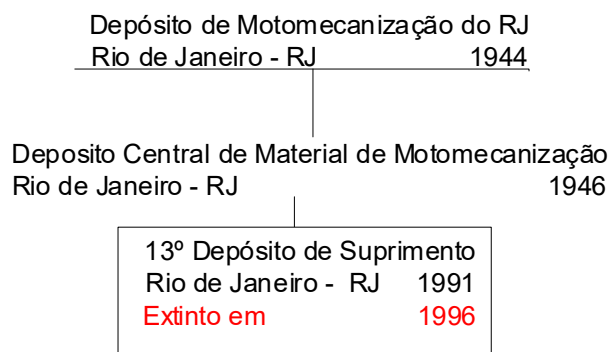 Depósito de Motomecanização do RJ
Rio de Janeiro - RJ 1944
Deposito Central de Material de Motomecanização
Rio de Janeiro - RJ 1946
13º Depósito de Suprimento
Rio de Janeiro - RJ 1991
Extinto em 1996